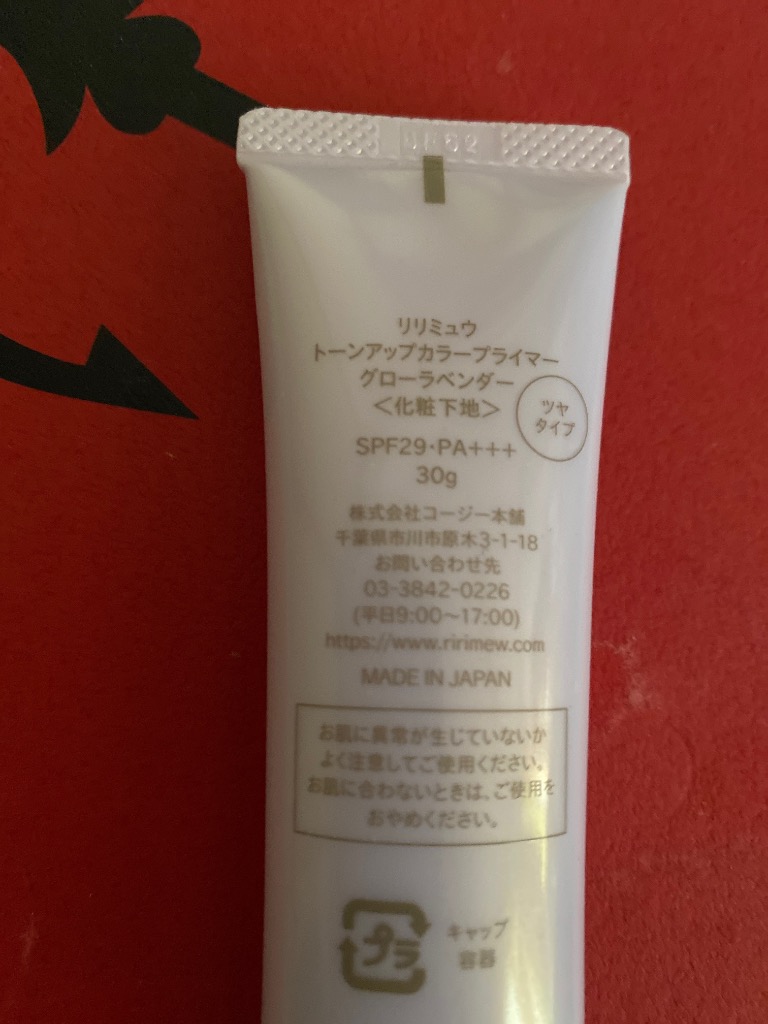 リリミュウ
トーンアップカラープライマー
グローラベンダー
＜化粧下地＞
ツヤ
タイプ
SPF29・PA+++
30g
株式会社コージー本舗
千葉県市川市原木3-1-18
お問い合わせ先
03-3842-0226
(平日9:00～17:00)
https://www.ririmew.com
MADE IN JAPAN
お肌に異常が生じていないか
よく注意してご使用ください。
お肌に合わないときは、ご使用を
おやめください。
プラ
キャップ
容器